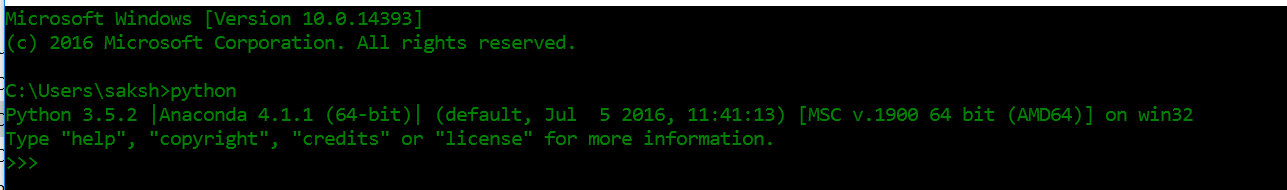 Microsoft Windows [Version 10.0.14393]
(c) 2016 Microsoft Corporation. All rights reserved.
C:\Users\saksh>python
Python 3.5.2 |Anaconda 4.1.1 (64-bit)| (default, Jul  5 2016, 11:41:13) [MSC v.1900 64 bit (AMD64)] on win32
Type "help", "copyright", "credits" or "license" for more information.
>>>